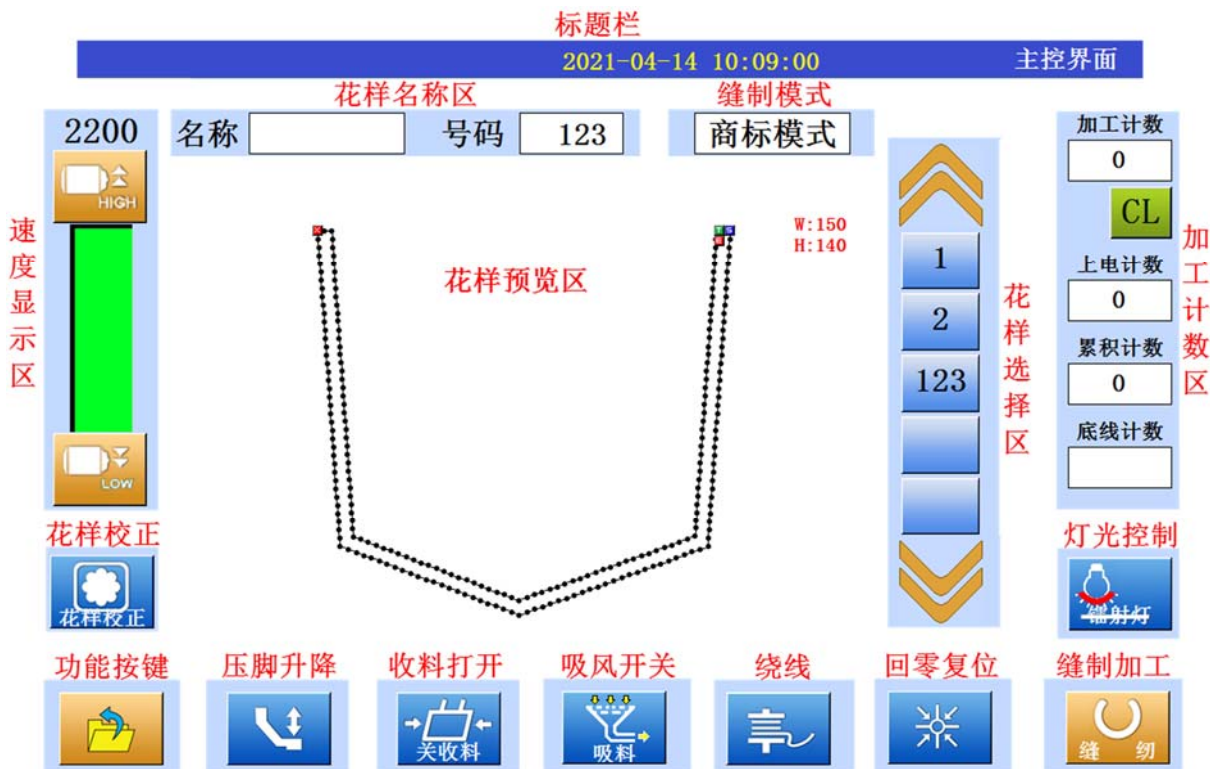 标题栏
2021-04-14 10:09:00 主控界面
花样名称区 缝制模式
2200 名称 号码 123 商标模式 加工计数
0
HIGH
CL
W:150
H:140
速度显示区
花样预览区
1
2
123
花样选择区
上电计数
0
加工计数区
累积计数
0
底线计数
LOW
花样校正
花样校正
灯光控制
镭射灯
功能按键 压脚升降 收料打开 吸风开关 绕线 回零复位 缝制加工
关收料 吸料 缝 纫